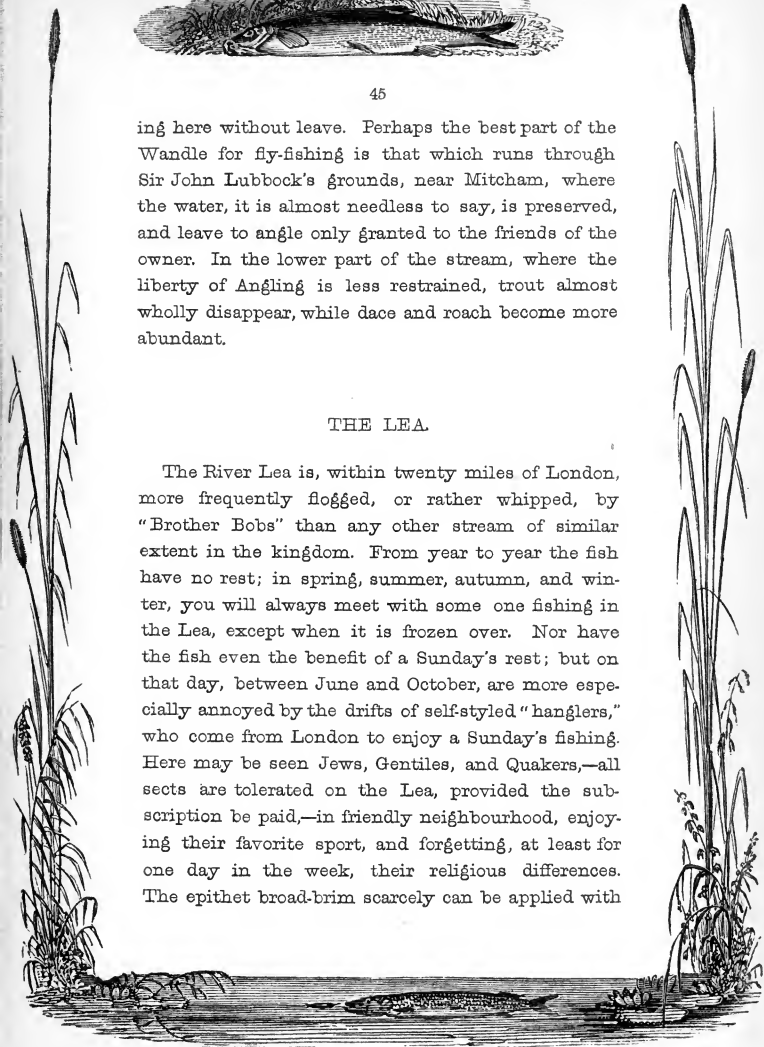 45
ing here without leave. Perhaps the best part of the
Wandle for fly-fishing is that which runs through
Sir John Lubbock's grounds, near Mitcham, where
the water, it is almost needless to say, is preserved,
and leave to angle only granted to the friends of the
owner. In the lower part of the stream, where the
liberty of Angling is less restrained, trout almost
wholly disappear, while dace and roach become more
abundant.
THE LEA.
The River Lea is, within twenty miles of London,
more frequently flogged, or rather whipped, by
"Brother Bobs" than any other stream of similar
extent in the kingdom. From year to year the fish
have no rest; in spring, summer, autumn, and win-
ter, you will always meet with some one fishing in
the Lea, except when it is frozen over. Nor have
the fish even the benefit of a Sunday's rest; but on
that day, between June and October, are more espe-
cially annoyed by the drifts of self-styled "hanglers,"
who come from London to enjoy a Sunday's fishing.
Here may be seen Jews, Gentiles, and Quakers,—all
sects are tolerated on the Lea, provided the sub-
scription be paid,—in friendly neighbourhood, enjoy-
ing their favorite sport, and forgetting, at least for
one day in the week, their religious differences.
The epithet broad-brim scarcely can be applied with